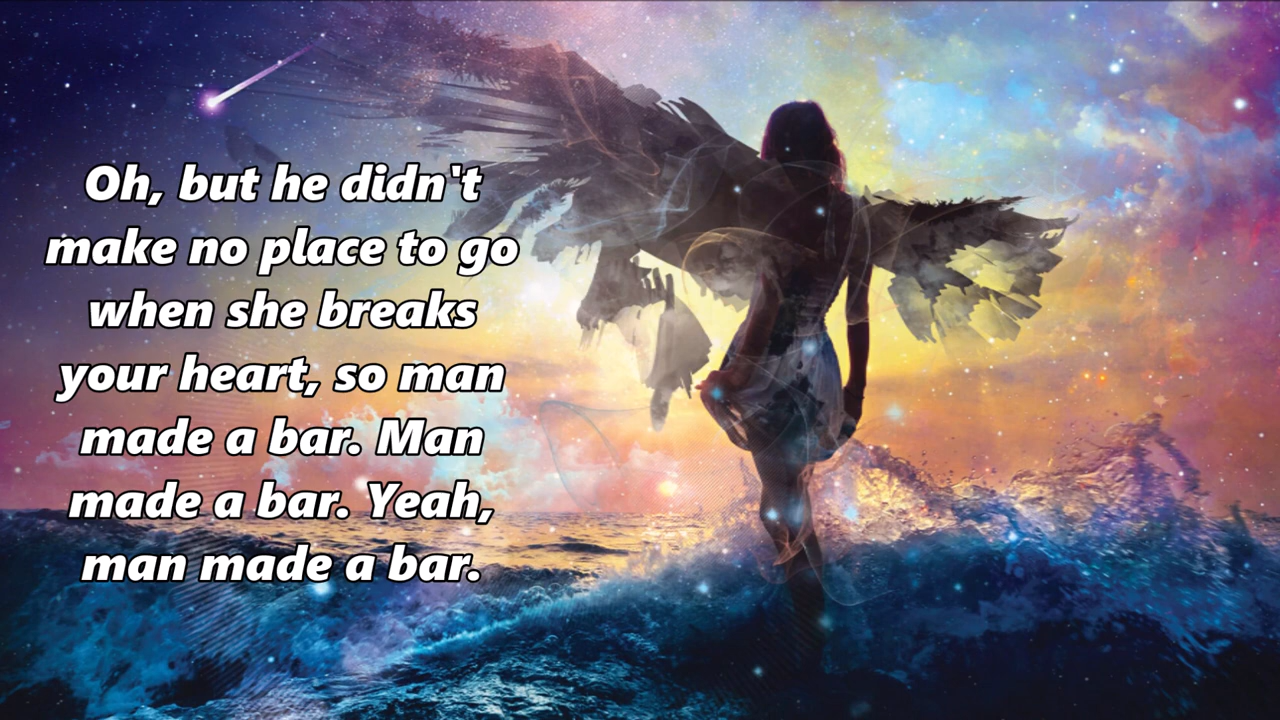 Oh, but he didn't
make no place to go
when she breaks
your heart, so man
made a bar. Man
made a bar. Yeah,
man made a bar.